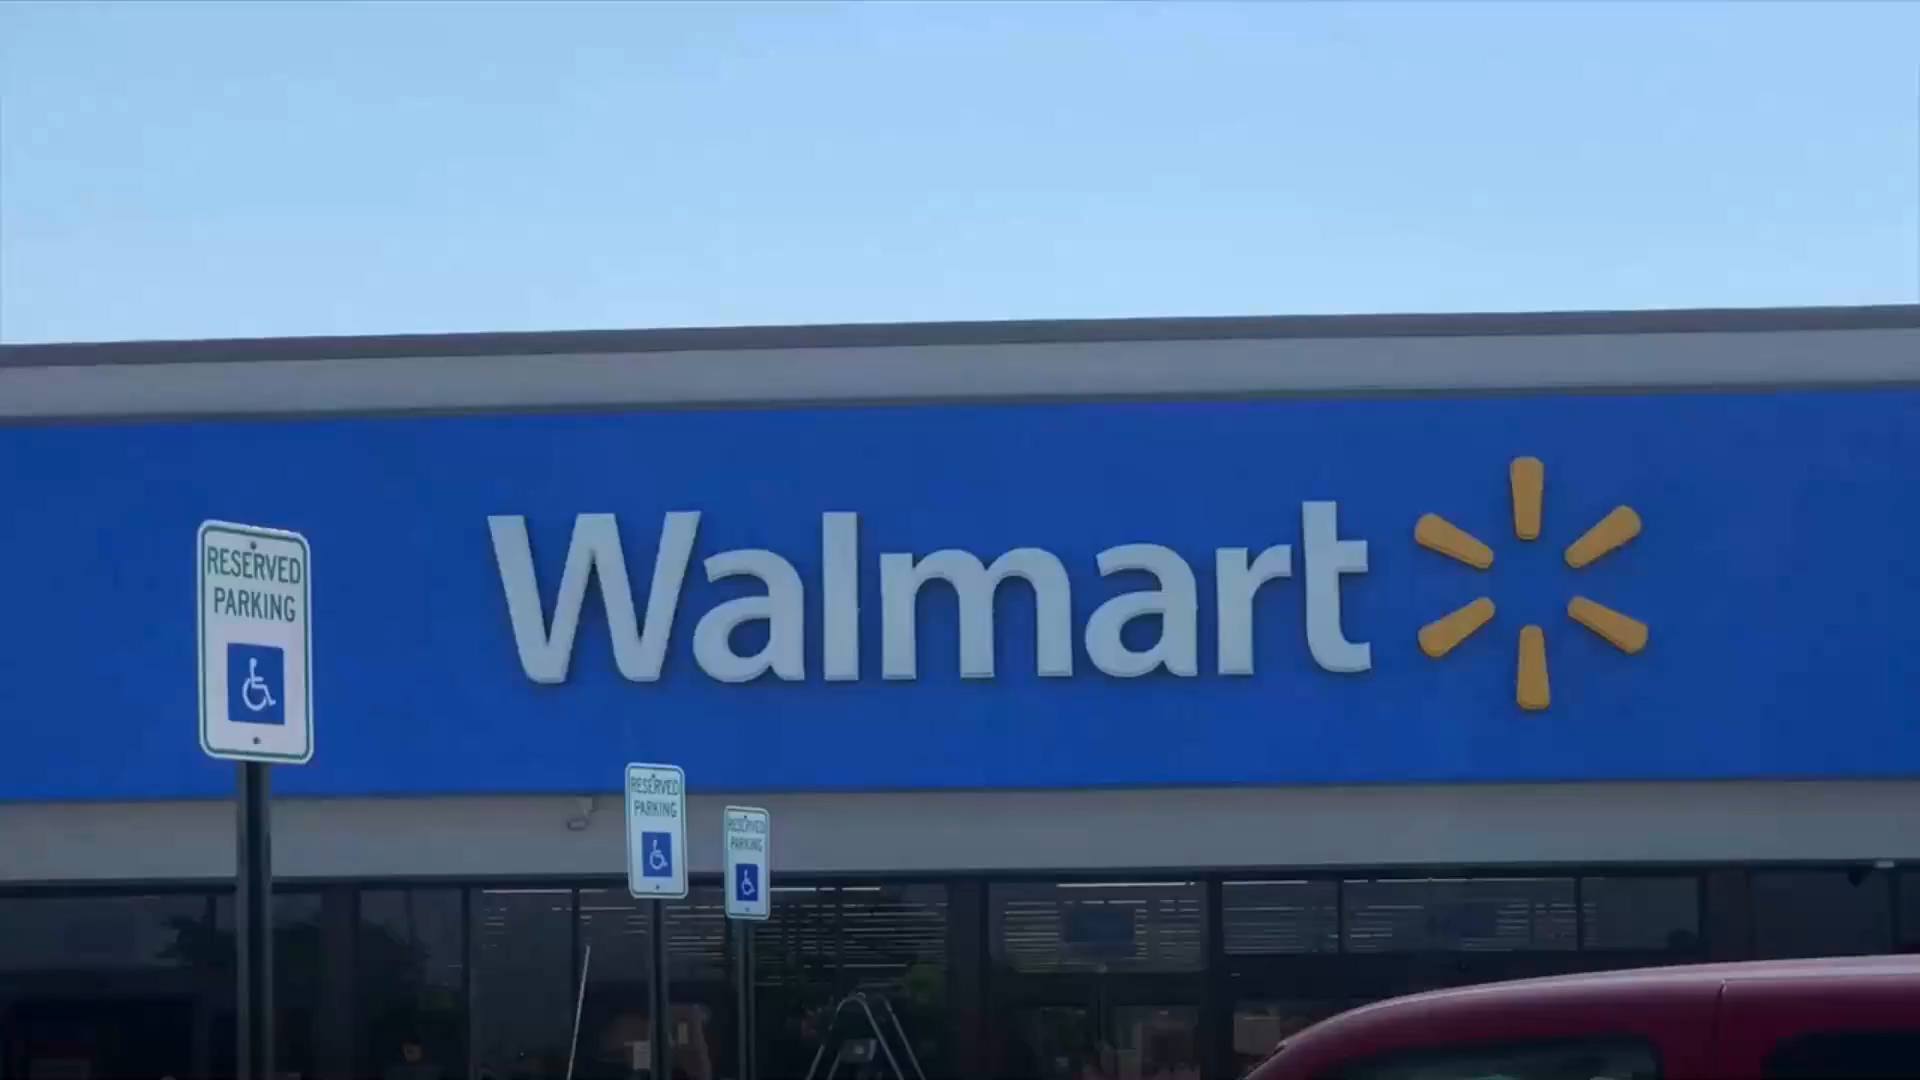 Walmart
RESERVED
PARKING
RESERVED
PARKING
RESERVED
PARKING